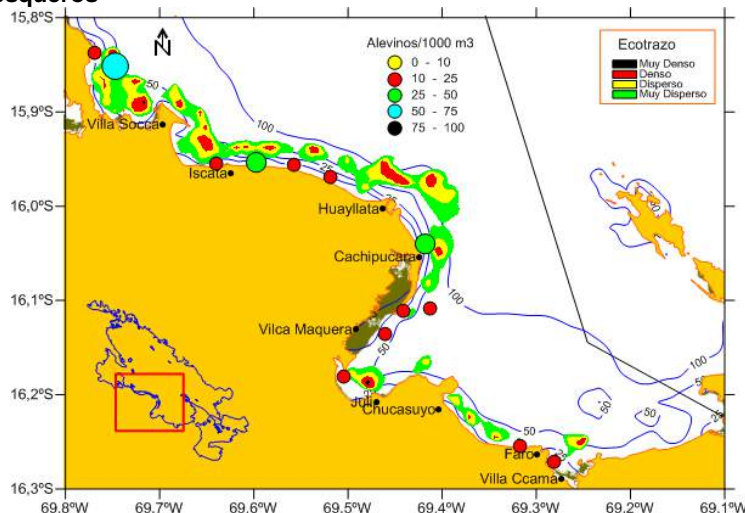 15,8°S
15,9°S
16,0°S
16,1°S
16,2°S
16,3°S
69.8°W
69.7°W
69.6°W
69.5°W
69.4°W
69.3°W
69.2°W
69.1°W
N
Alevinos/1000 m3
0 - 10
10 - 25
25 - 50
50 - 75
75 - 100
Ecotrazo
Muy Denso
Denso
Disperso
Muy Disperso
Villa Socca
Iscata
Huayllata
Cachipucara
Vilca Maquera
Juli
Chucasuyo
Faro
Villa Ccama
50
100
25
100
50
50
100
50
50
50
25